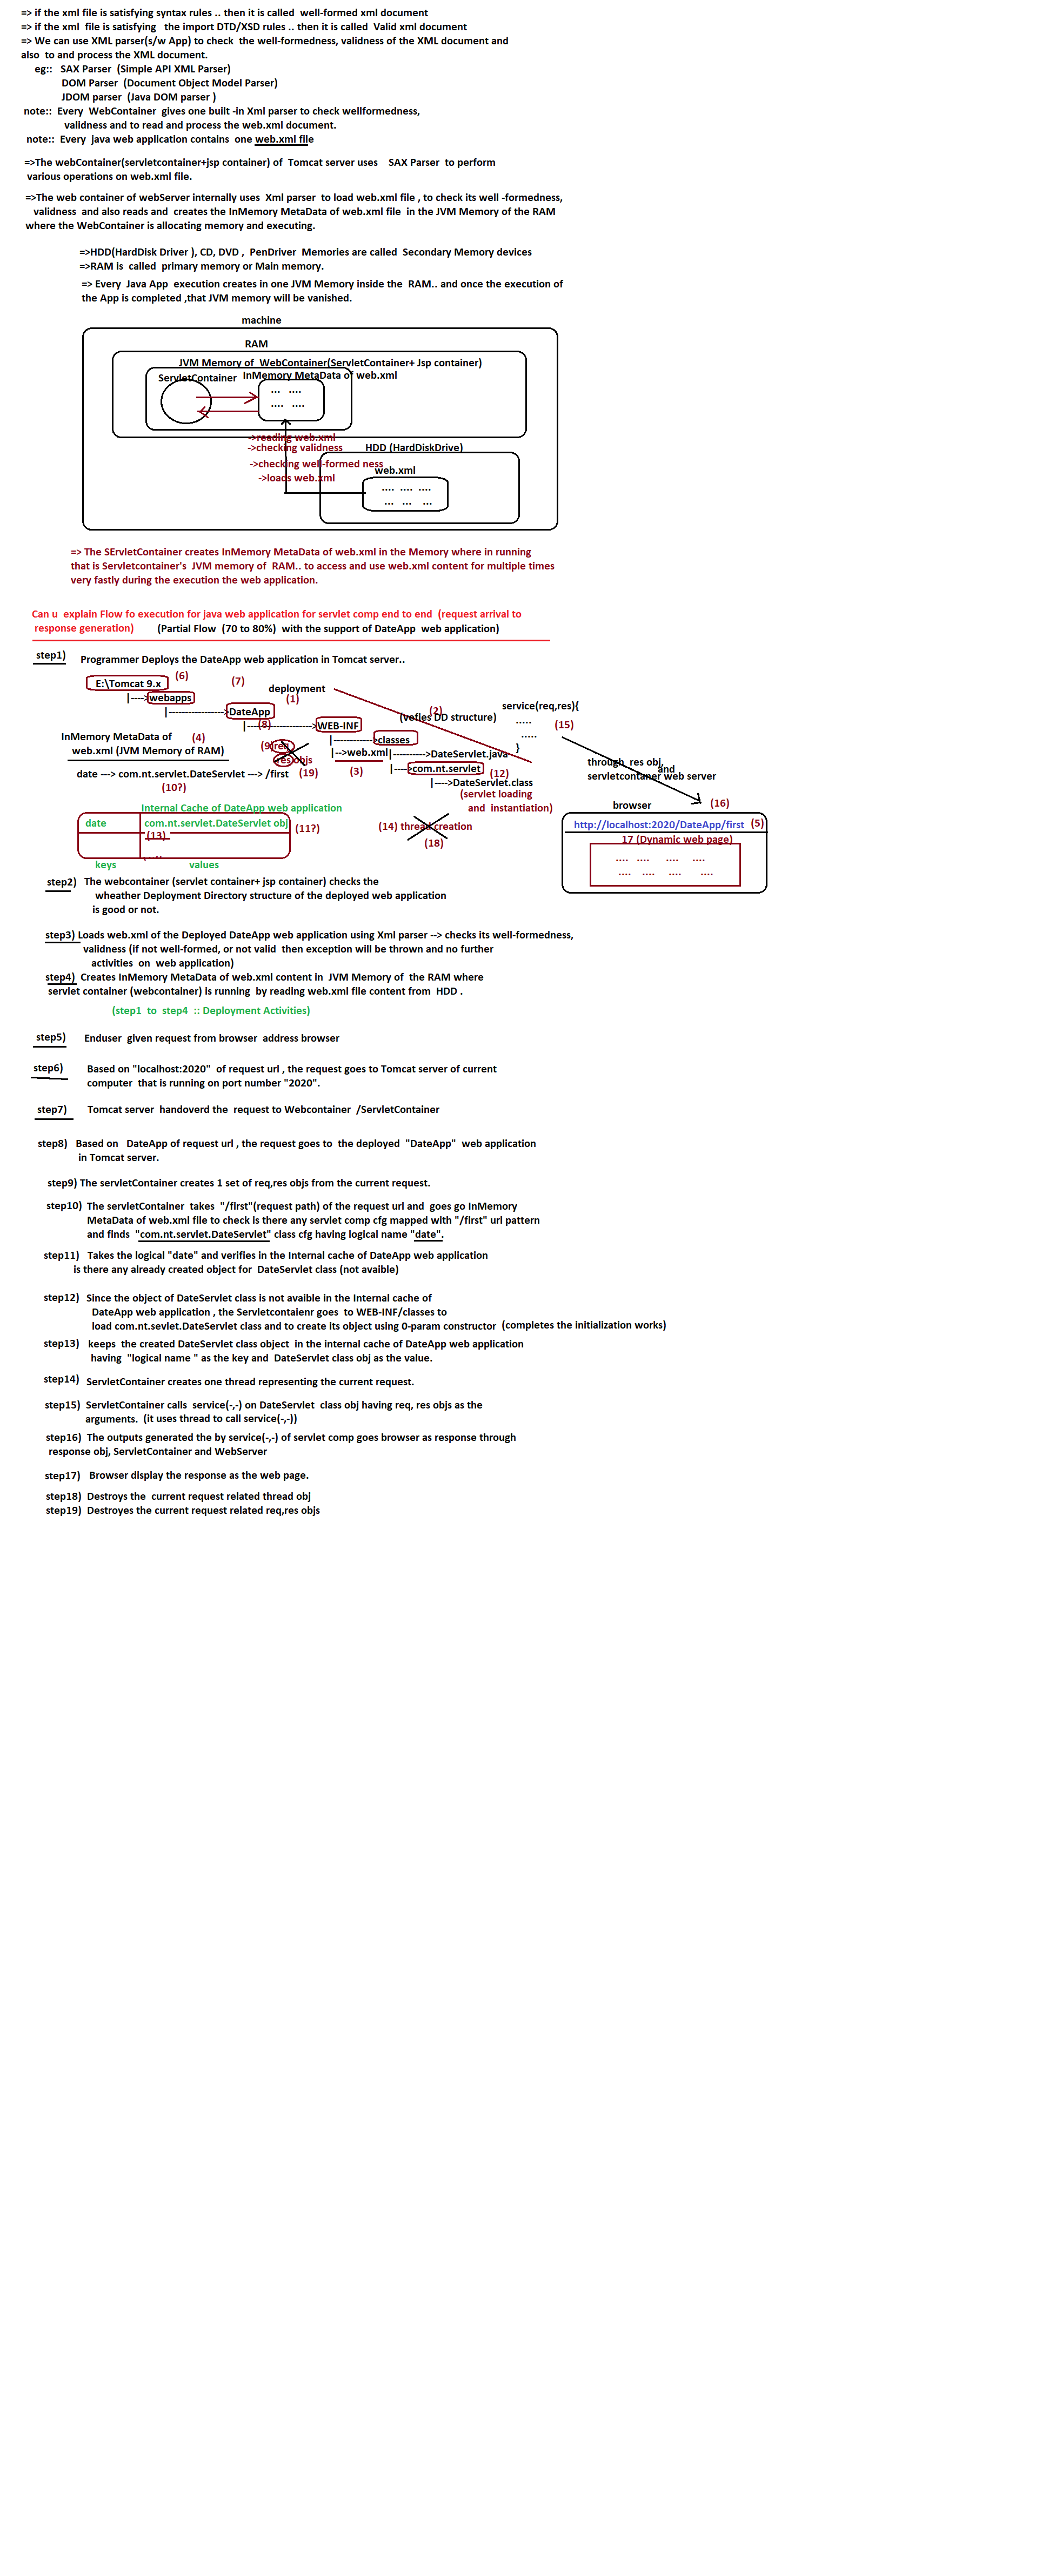 => if the xml file is satisfying syntax rules .. then it is called  well-formed xml document
=> if the xml  file is satisfying   the import DTD/XSD rules .. then it is called  Valid xml document
=> We can use XML parser(s/w App) to check  the well-formedness, validness of the XML document and
also  to and process the XML document.
eg::   SAX Parser  (Simple API XML Parser)
DOM Parser  (Document Object Model Parser)
JDOM parser  (Java DOM parser )
note::  Every  WebContainer  gives one built -in Xml parser to check wellformedness,
validness and to read and process the web.xml document.
note::  Every  java web application contains  one web.xml file
=>The webContainer(servletcontainer+jsp container) of  Tomcat server uses    SAX Parser  to perform
various operations on web.xml file.
=>The web container of webServer internally uses  Xml parser  to load web.xml file , to check its well -formedness,
validness  and also reads and  creates the InMemory MetaData of web.xml file  in the JVM Memory of the RAM
where the WebContainer is allocating memory and executing.
=>HDD(HardDisk Driver ), CD, DVD ,  PenDriver  Memories are called  Secondary Memory devices
=>RAM is  called  primary memory or Main memory.
=> Every  Java App  execution creates in one JVM Memory inside the  RAM.. and once the execution of
the App is completed ,that JVM memory will be vanished.
machine
RAM
JVM Memory of  WebContainer(ServletContainer+ Jsp container)
ServletContainer  InMemory MetaData of web.xml
...   ....
....   ....
->reading web.xml
->checking validness
HDD (HardDiskDrive)
->checking well-formed ness
web.xml
->loads web.xml
....  ....  ....
...   ...    ...
=> The SErvletContainer creates InMemory MetaData of web.xml in the Memory where in running
that is Servletcontainer's  JVM memory of  RAM.. to access and use web.xml content for multiple times
very fastly during the execution the web application.
Can u  explain Flow fo execution for java web application for servlet comp end to end  (request arrival to
response generation)        (Partial Flow  (70 to 80%)  with the support of DateApp  web application)
step1)     Programmer Deploys the DateApp web application in Tomcat server..
E:\Tomcat 9.x   (6)
|---->webapps
(7)
deployment
(1)
|----------------->DateApp
(8)
|-------------------->WEB-INF
(2)
(vefies DD structure)
service(req,res){
.....
.....
}
(15)
|------------>classes
InMemory MetaData of       (4)
web.xml (JVM Memory of RAM)
(9)req
res objs
(19)
|-->web.xml
(3)
|---------->DateService.java
|---->com.nt.servlet   (12)
|---->DateService.class
date ---> com.nt.servlet.DateServlet ---> /first
(10?)
(servlet loading
and  instantiation)
through  res obj,
and
servletcontaner web server
browser
(16)
Internal Cache of DateApp web application
date
com.nt.servlet.DateServlet obj
(11?)
(13)
keys
values
(14) thread creation
(18)
http://localhost:2020/DateApp/first   (5)
17 (Dynamic web page)
....   ....      ....     ....
....    ....     ....      ....
step2)   The webcontainer (servlet container+ jsp container) checks the
wheather Deployment Directory structure of the deployed web application
is good or not.
step3) Loads web.xml of the Deployed DateApp web application using Xml parser --> checks its well-formedness,
validness (if not well-formed, or not valid  then exception will be thrown and no further
activities  on  web application)
step4)  Creates InMemory MetaData of web.xml content in  JVM Memory of  the RAM where
servlet container (webcontainer) is running  by reading web.xml file content from  HDD .
(step1  to  step4  :: Deployment Activities)
step5)      Enduser  given request from browser  address browser
step6)      Based on "localhost:2020"  of request url , the request goes to Tomcat server of current
computer  that is running on port number "2020".
step7)      Tomcat server  handoverd the  request to Webcontainer  /ServletContainer
step8)   Based on   DateApp of request url , the request goes to  the deployed  "DateApp"  web application
in Tomcat server.
step9) The servletContainer  creates 1 set of req,res objs from the current request.
step10)  The servletContainer  takes  "/first"(request path) of the request url and  goes go InMemory
MetaData of web.xml file to check is there any servlet comp cfg mapped with "/first" url pattern
and finds  "com.nt.servlet.DateServlet" class cfg having logical name "date".
step11)   Takes the logical "date" and verifies in the Internal cache of DateApp web application
is there any already created object for  DateServlet class (not avaible)
step12)  Since the object of DateServlet class is not avaible in the Internal cache of
DateApp web application , the Servletcontaienr goes  to WEB-INF/classes to
load com.nt.sevlet.DateServlet class and to create its object using 0-param constructor  (completes the initialization works)
step13)   keeps  the created DateServlet class object  in the internal cache of DateApp web application
having  "logical name " as the key and  DateServlet class obj as the value.
step14)   ServletContainer creates one thread representing the current request.
step15)  ServletContainer calls  service(-,-) on DateServlet  class obj having req, res objs as the
arguments.  (it uses thread to call service(-,-))
step16)  The outputs generated the by service(-,-) of servlet comp goes browser as response through
response obj, ServletContainer and WebServer
step17)   Browser display the response as the web page.
step18)  Destroys the  current request related thread obj
step19)  Destroyes the current request related req,res objs